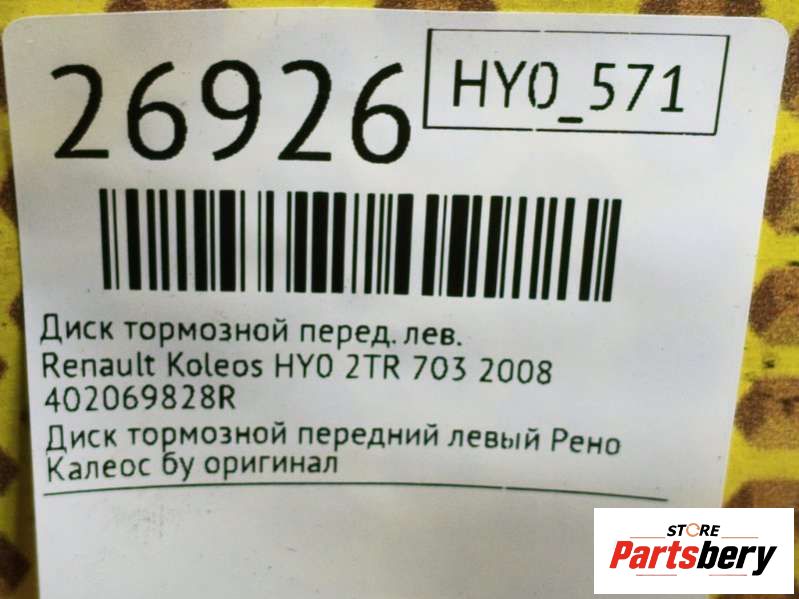 26926
HY0_571
Диск тормозной перед. лев.
Renault Koleos HY0 2TR 703 2008
402069828R
Диск тормозной передний левый Рено
Калеос бу оригинал
STORE
Partsbery